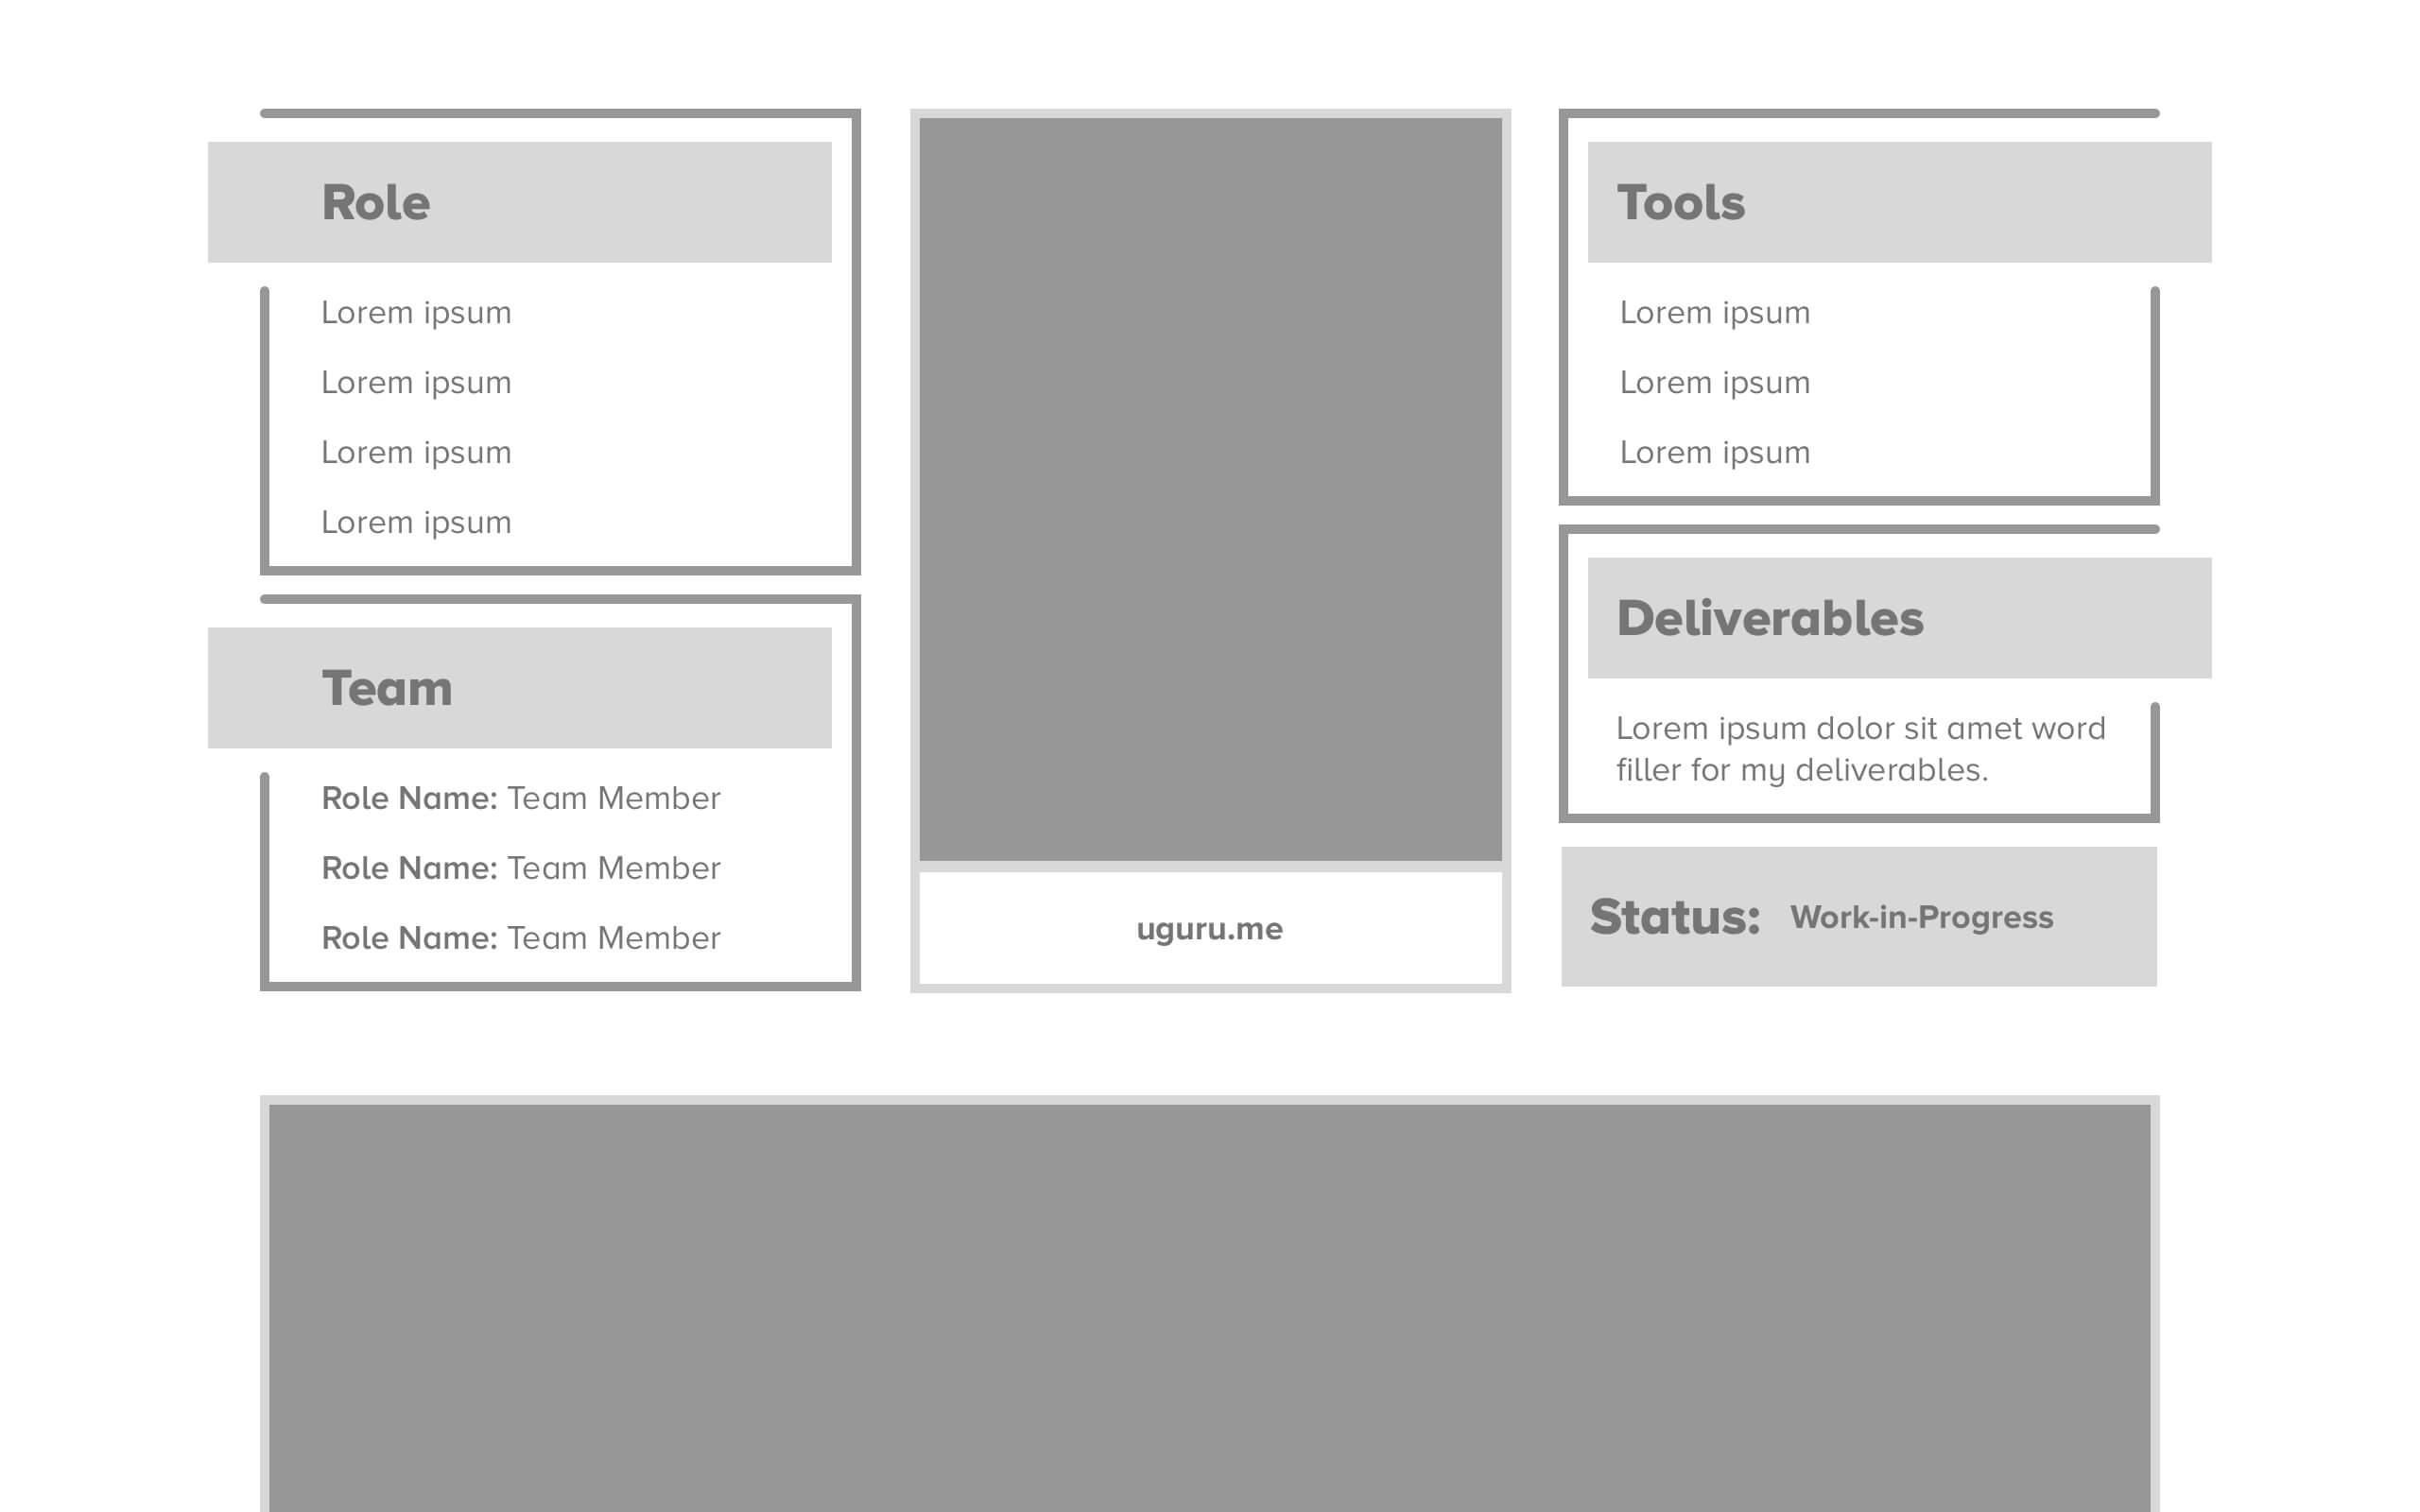 Role
Lorem ipsum
Lorem ipsum
Lorem ipsum
Lorem ipsum
Team
Role Name: Team Member
Role Name: Team Member
Role Name: Team Member
uguru.me
Tools
Lorem ipsum
Lorem ipsum
Lorem ipsum
Deliverables
Lorem ipsum dolor sit amet word
filler for my deliverables.
Status: Work-in-Progress